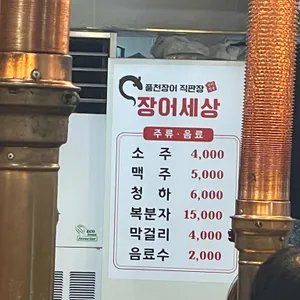 풍천장어 직판장
장어세상
주류·음료
소주 4,000
맥주 5,000
청하 6,000
복분자 15,000
막걸리 4,000
음료수 2,000